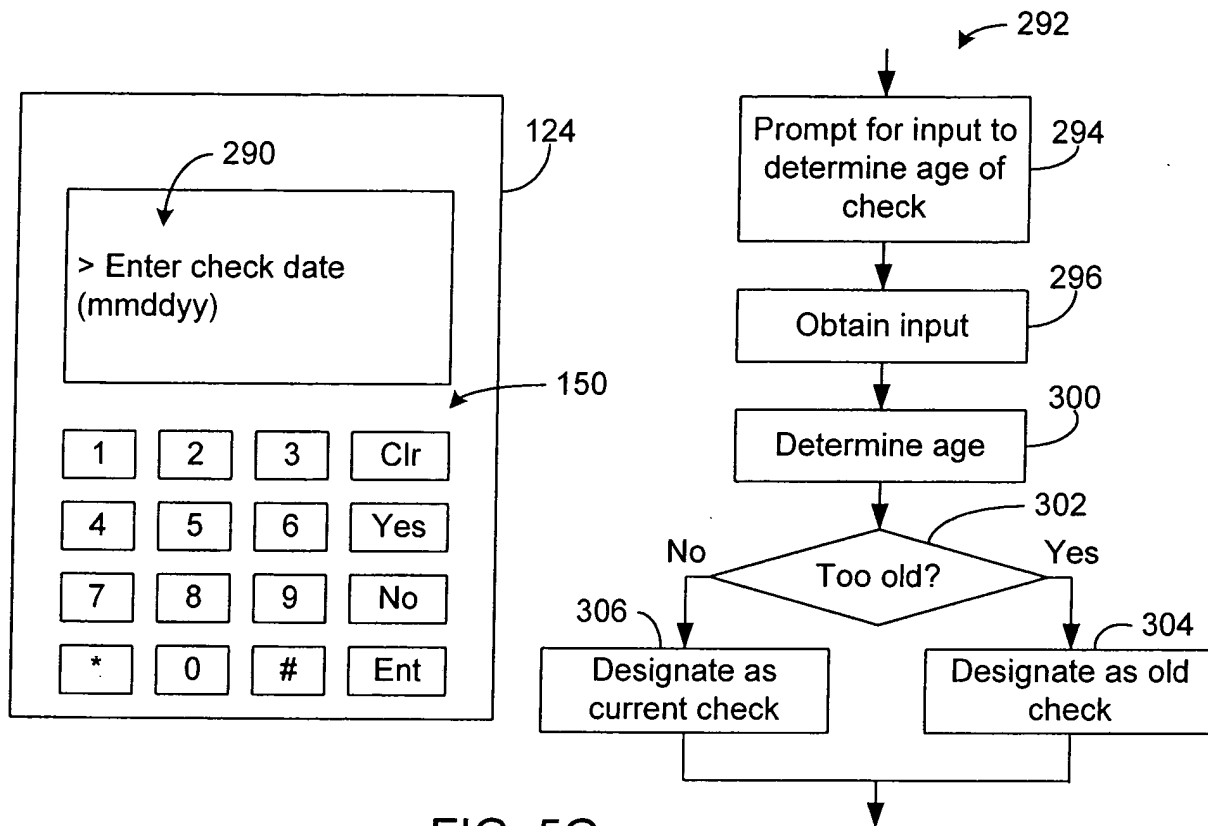 292
Prompt for input to
determine age of
check
294
124
290
> Enter check date
(mmddyy)
296
Obtain input
150
300
Determine age
1 2 3 Clr
4 5 6 Yes
7 8 9 No
* 0 # Ent
302
No
Yes
Too old?
306
304
Designate as
current check
Designate as old
check